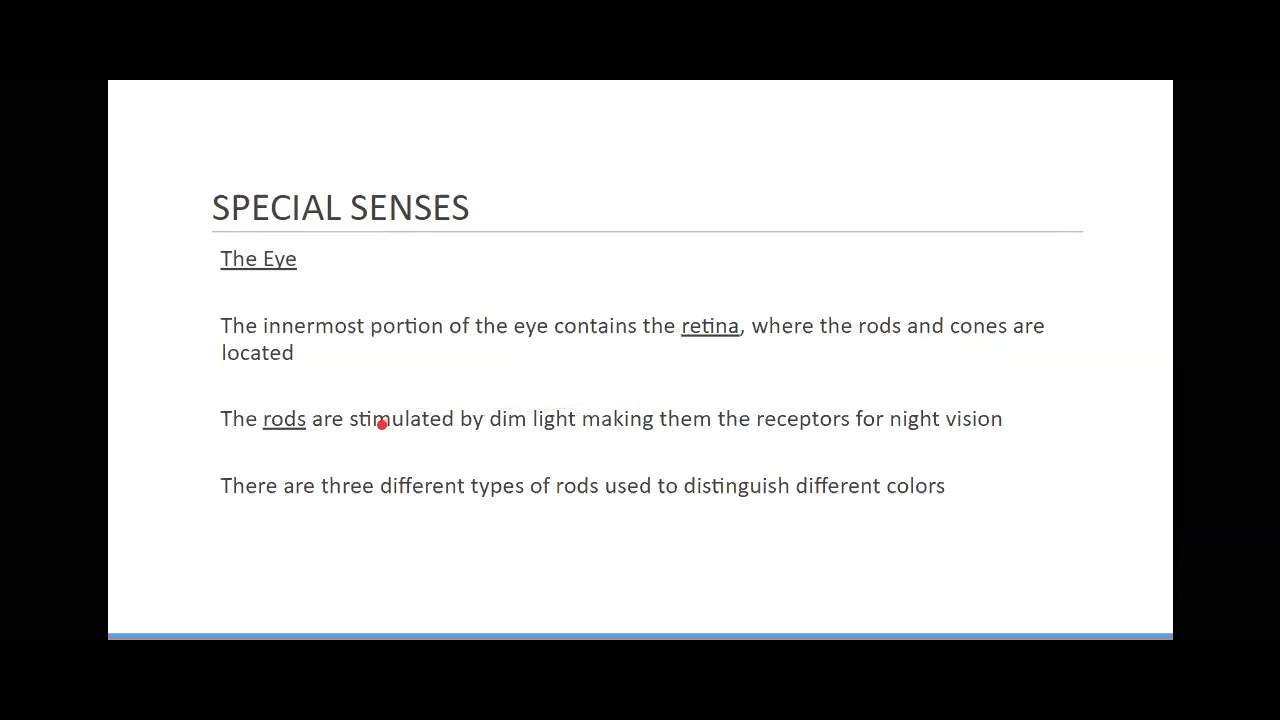 SPECIAL SENSES
The Eye
The innermost portion of the eye contains the retina, where the rods and cones are
located
The rods are stimulated by dim light making them the receptors for night vision
There are three different types of rods used to distinguish different colors